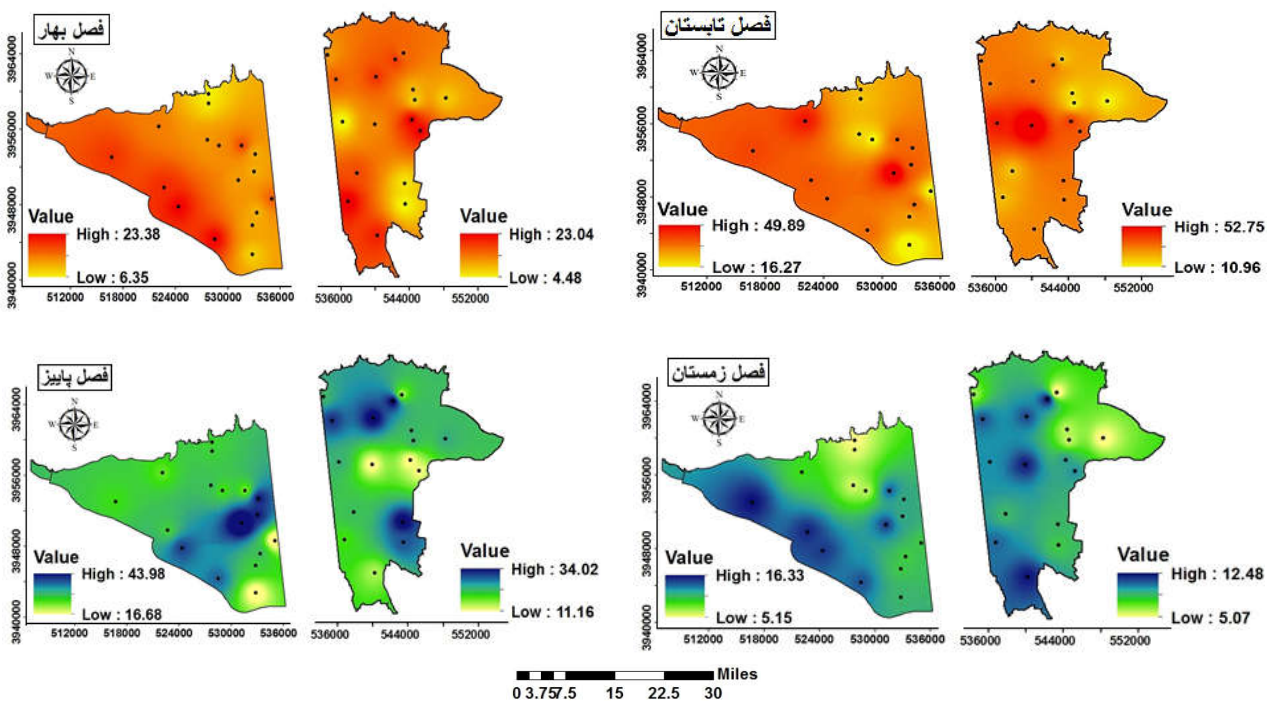 فصل بهار
N
W
E
S
3964000
3956000
3948000
3940000
Value
High : 23.38
Low : 6.35
512000 518000 524000 530000 536000
Value
High : 23.04
Low : 4.48
536000 544000 552000
فصل تابستان
N
W
E
S
3964000
3956000
3948000
3940000
Value
High : 49.89
Low : 16.27
512000 518000 524000 530000 536000
Value
High : 52.75
Low : 10.96
536000 544000 552000
فصل پاییز
N
W
E
S
3964000
3956000
3948000
3940000
Value
High : 43.98
Low : 16.68
512000 518000 524000 530000 536000
Value
High : 34.02
Low : 11.16
536000 544000 552000
فصل زمستان
N
W
E
S
3964000
3956000
3948000
3940000
Value
High : 16.33
Low : 5.15
512000 518000 524000 530000 536000
Value
High : 12.48
Low : 5.07
536000 544000 552000
Miles
0 3.75 7.5 15 22.5 30